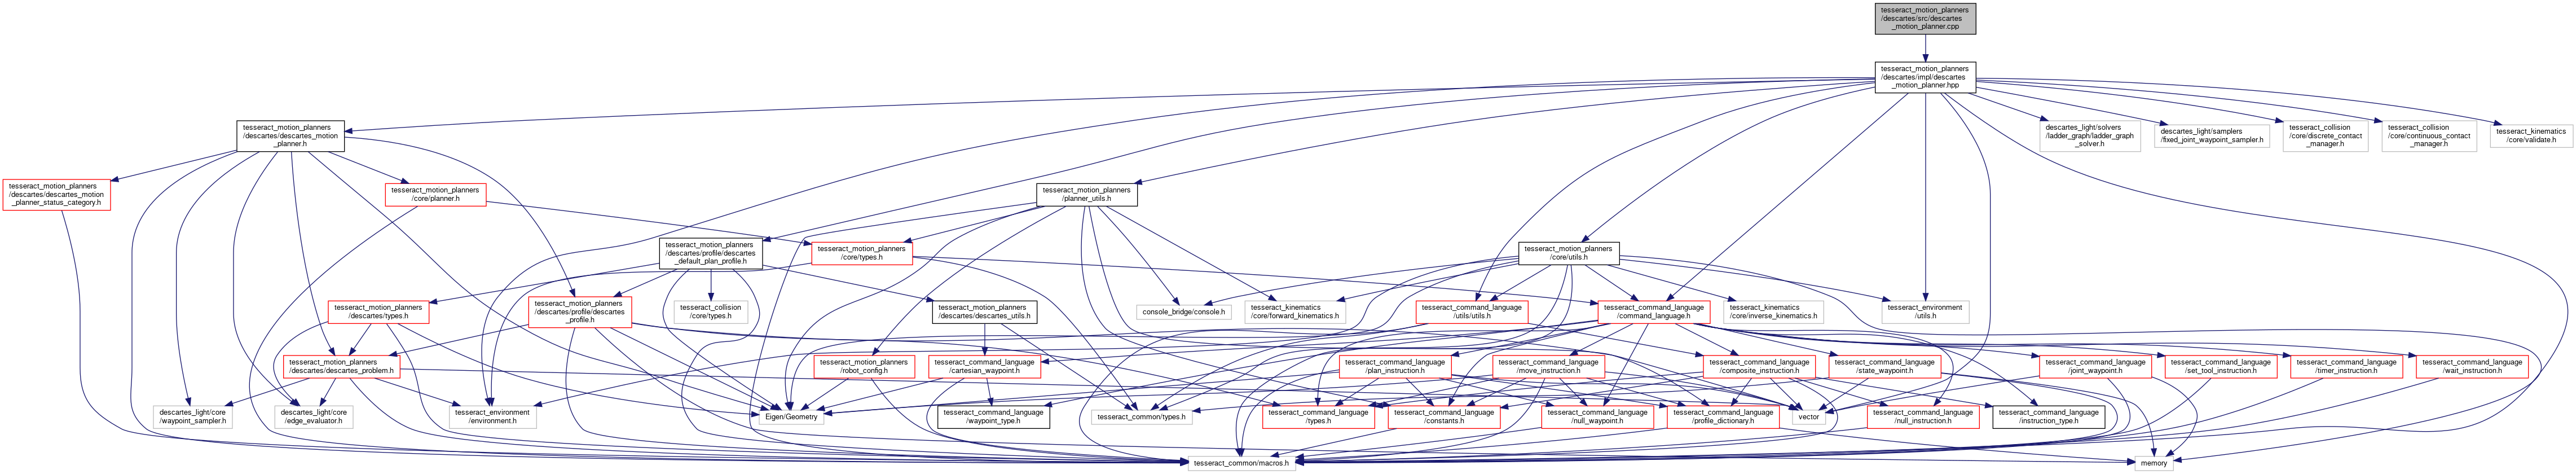 tesseract_motion_planners
/descartes/src/descartes
_motion_planner.cpp
tesseract_motion_planners
/descartes/impl/descartes
_motion_planner.hpp
tesseract_motion_planners
/descartes/descartes_motion
_planner.h
descartes_light/solvers
/ladder_graph/ladder_graph
_solver.h
descartes_light/samplers
/fixed_joint_waypoint_sampler.h
tesseract_collision
/core/discrete_contact
_manager.h
tesseract_collision
/core/continuous_contact
_manager.h
tesseract_kinematics
/core/validate.h
tesseract_motion_planners
/descartes/descartes_motion
_planner_status_category.h
tesseract_motion_planners
/core/planner.h
tesseract_motion_planners
/planner_utils.h
tesseract_motion_planners
/descartes/profile/descartes
_default_plan_profile.h
tesseract_motion_planners
/core/types.h
tesseract_motion_planners
/core/utils.h
tesseract_motion_planners
/descartes/types.h
tesseract_motion_planners
/descartes/profile/descartes
_profile.h
tesseract_collision
/core/types.h
tesseract_motion_planners
/descartes/descartes_utils.h
console_bridge/console.h
tesseract_kinematics
/core/forward_kinematics.h
tesseract_command_language
/utils/utils.h
tesseract_command_language
/command_language.h
tesseract_kinematics
/core/inverse_kinematics.h
tesseract_environment
/utils.h
tesseract_motion_planners
/descartes/descartes_problem.h
tesseract_motion_planners
/robot_config.h
tesseract_command_language
/cartesian_waypoint.h
tesseract_command_language
/plan_instruction.h
tesseract_command_language
/move_instruction.h
tesseract_command_language
/composite_instruction.h
tesseract_command_language
/state_waypoint.h
tesseract_command_language
/joint_waypoint.h
tesseract_command_language
/set_tool_instruction.h
tesseract_command_language
/timer_instruction.h
tesseract_command_language
/wait_instruction.h
descartes_light/core
/waypoint_sampler.h
descartes_light/core
/edge_evaluator.h
tesseract_environment
/environment.h
Eigen/Geometry
tesseract_command_language
/waypoint_type.h
tesseract_common/types.h
tesseract_command_language
/types.h
tesseract_command_language
/constants.h
tesseract_command_language
/null_waypoint.h
tesseract_command_language
/profile_dictionary.h
vector
tesseract_command_language
/null_instruction.h
tesseract_command_language
/instruction_type.h
tesseract_common/macros.h
memory